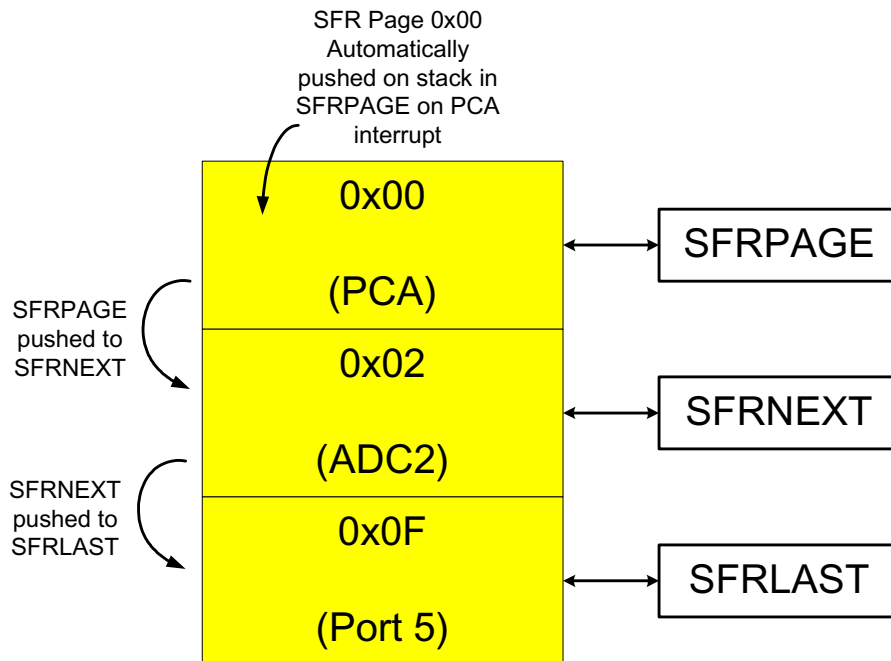 SFR Page 0x00
Automatically
pushed on stack in
SFRPAGE on PCA
interrupt
0x00
(PCA)
SFRPAGE
SFRPAGE
pushed to
SFRNEXT
0x02
(ADC2)
SFRNEXT
SFRNEXT
pushed to
SFRLAST
0x0F
(Port 5)
SFRLAST